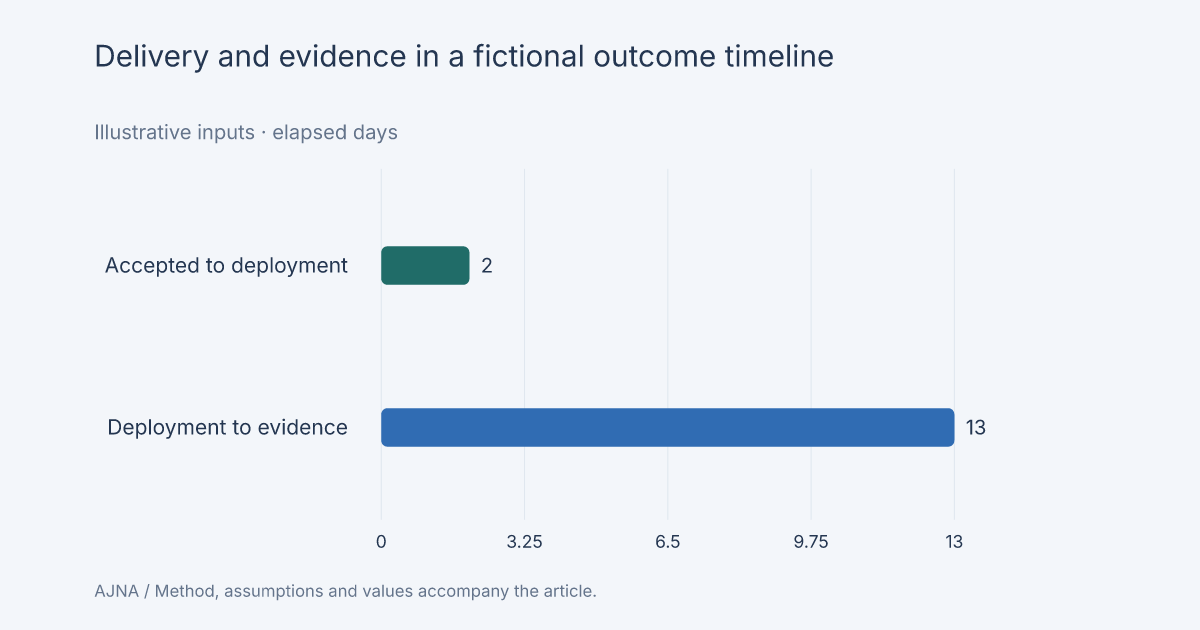 Delivery and evidence in a fictional outcome timeline
Illustrative inputs · elapsed days
Accepted to deployment
2
Deployment to evidence
13
0
3.25
6.5
9.75
13
AJNA / Method, assumptions and values accompany the article.